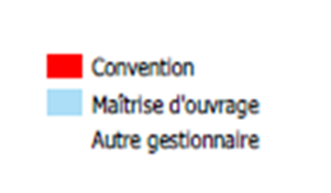 Convention
Maîtrise d'ouvrage
Autre gestionnaire